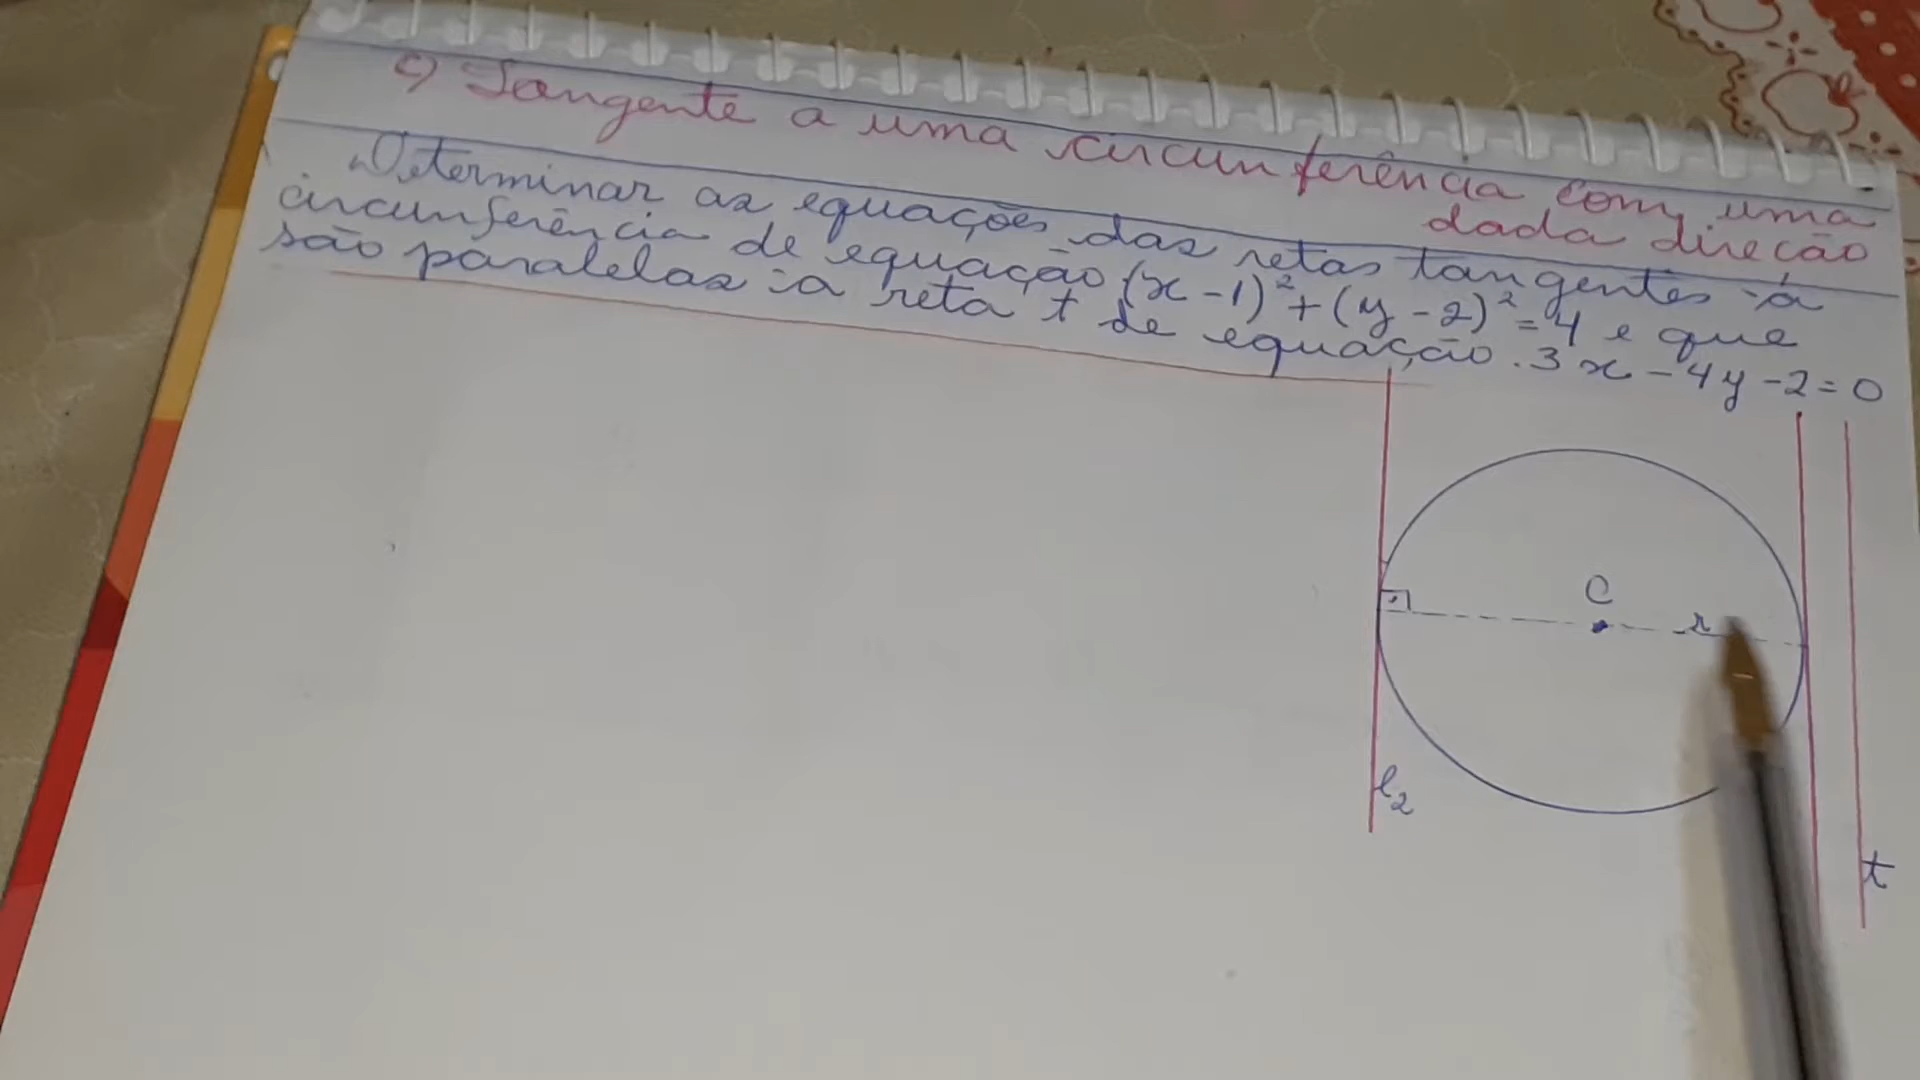 c) Tangente a uma circunferência com uma
dada direção
Determinar as equações das retas tangentes à
circunferência de equação (x-1)²+(y-2)²=4 e que
são paralelas à reta t de equação 3x-4y-2=0
C
r
l₂
t